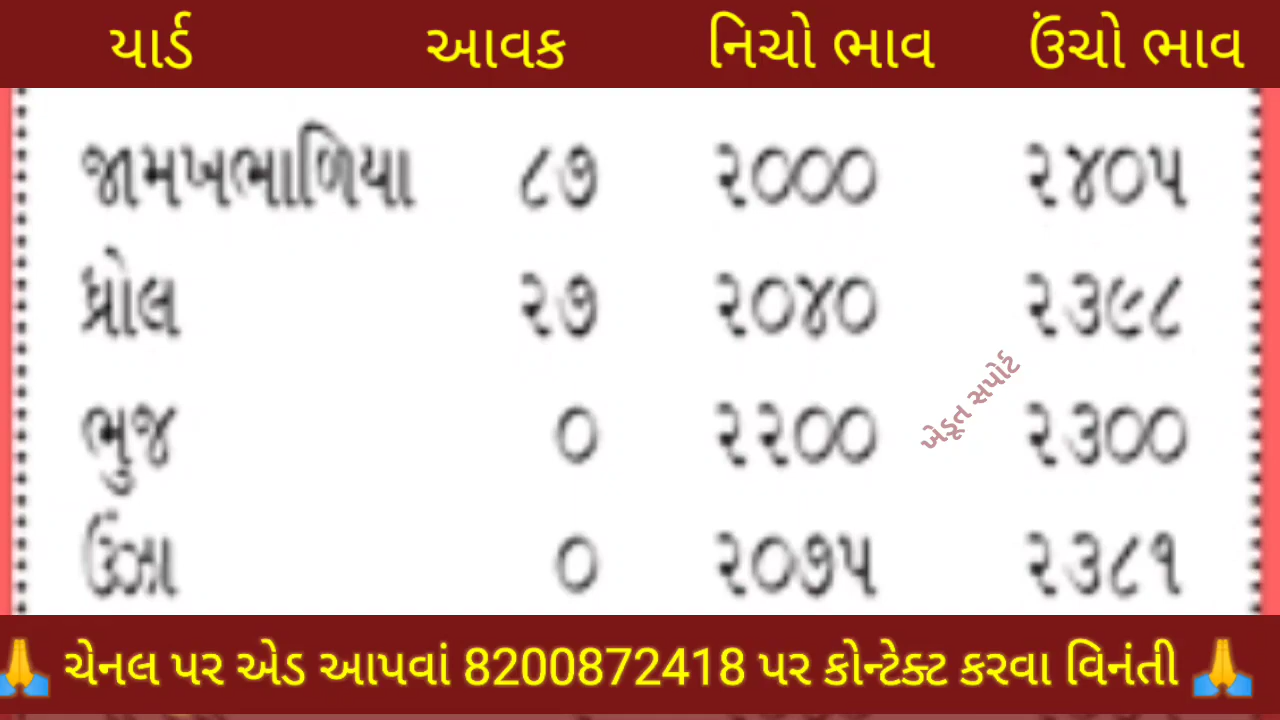 યાર્ડ આવક નિચો ભાવ ઉંચો ભાવ
જામખભાળિયા ૮૭ ૨૦૦૦ ૨૪૦૫
ધ્રોલ ૨૭ ૨૦૪૦ ૨૩૯૮
ભુજ ૦ ૨૨૦૦ ૨૩૦૦
ખેડૂત સપોર્ટ
ઉંઝા ૦ ૨૦૭૫ ૨૩૮૧
🙏 ચેનલ પર એડ આપવાં 8200872418 પર કોન્ટેક્ટ કરવા વિનંતી 🙏